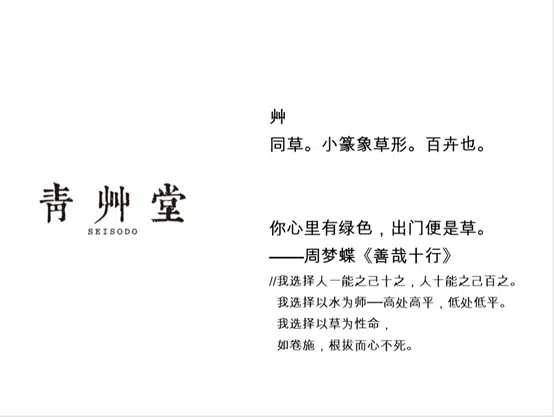 青艸堂
SEISODO
艸
同草。小篆象草形。百卉也。
你心里有绿色，出门便是草。
——周梦蝶《善哉十行》
//我选择人一能之己十之，人十能之己百之。
我选择以水为师──高处高平，低处低平。
我选择以草为性命，
如卷施，根拔而心不死。